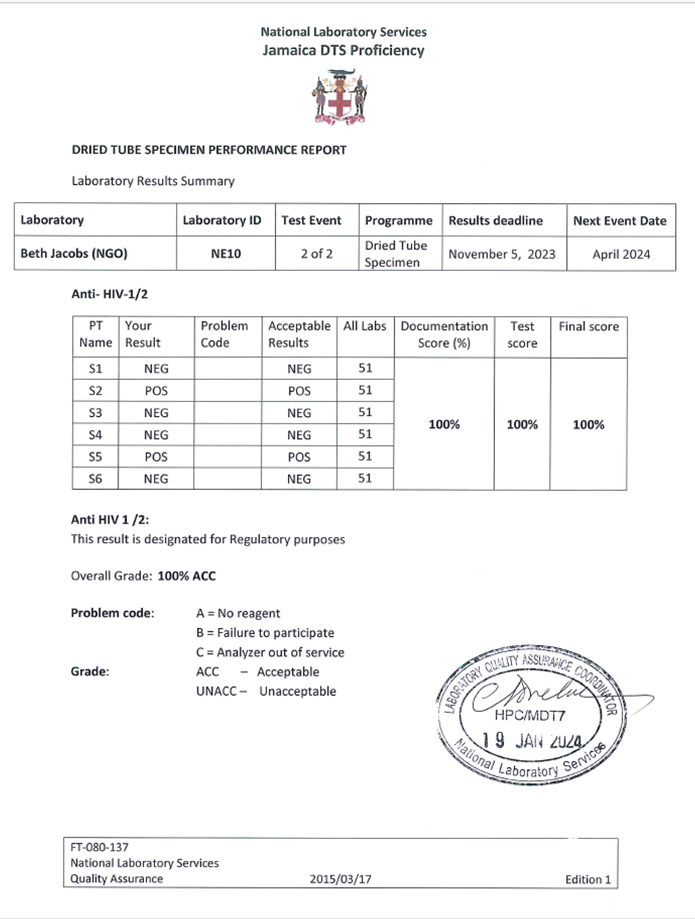 National Laboratory Services
Jamaica DTS Proficiency
DRIED TUBE SPECIMEN PERFORMANCE REPORT
Laboratory Results Summary
Laboratory Laboratory ID Test Event Programme Results deadline Next Event Date
Beth Jacobs (NGO) NE10 2 of 2 Dried Tube Specimen November 5, 2023 April 2024
Anti- HIV-1/2
PT Name Your Result Problem Code Acceptable Results All Labs Documentation Score (%) Test score Final score
S1 NEG NEG 51
S2 POS POS 51
S3 NEG NEG 51
S4 NEG NEG 51
S5 POS POS 51
S6 NEG NEG 51
100% 100% 100%
Anti HIV 1 /2:
This result is designated for Regulatory purposes
Overall Grade: 100% ACC
Problem code: A = No reagent
B = Failure to participate
C = Analyzer out of service
Grade: ACC – Acceptable
UNACC – Unacceptable
LABORATORY QUALITY ASSURANCE COORDINATOR
HPC/MDT7
19 JAN 2024
National Laboratory Services
FT-080-137
National Laboratory Services
Quality Assurance 2015/03/17 Edition 1